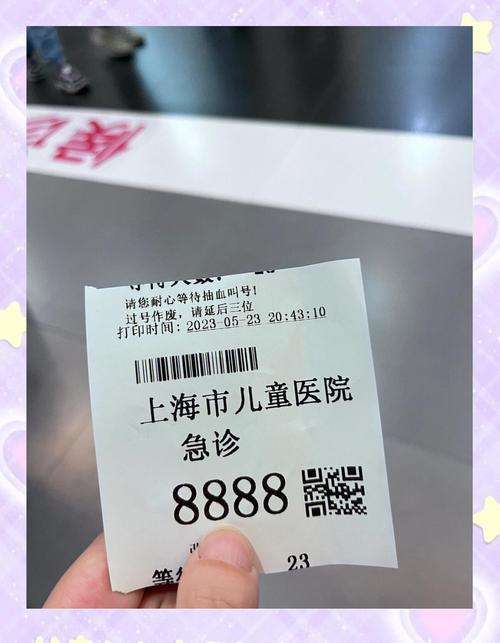 请您耐心等待抽血叫号!
过号作废,请延后三位
打印时间: 2023-05-23 20:43:10
上海市儿童医院
急诊
8888
23